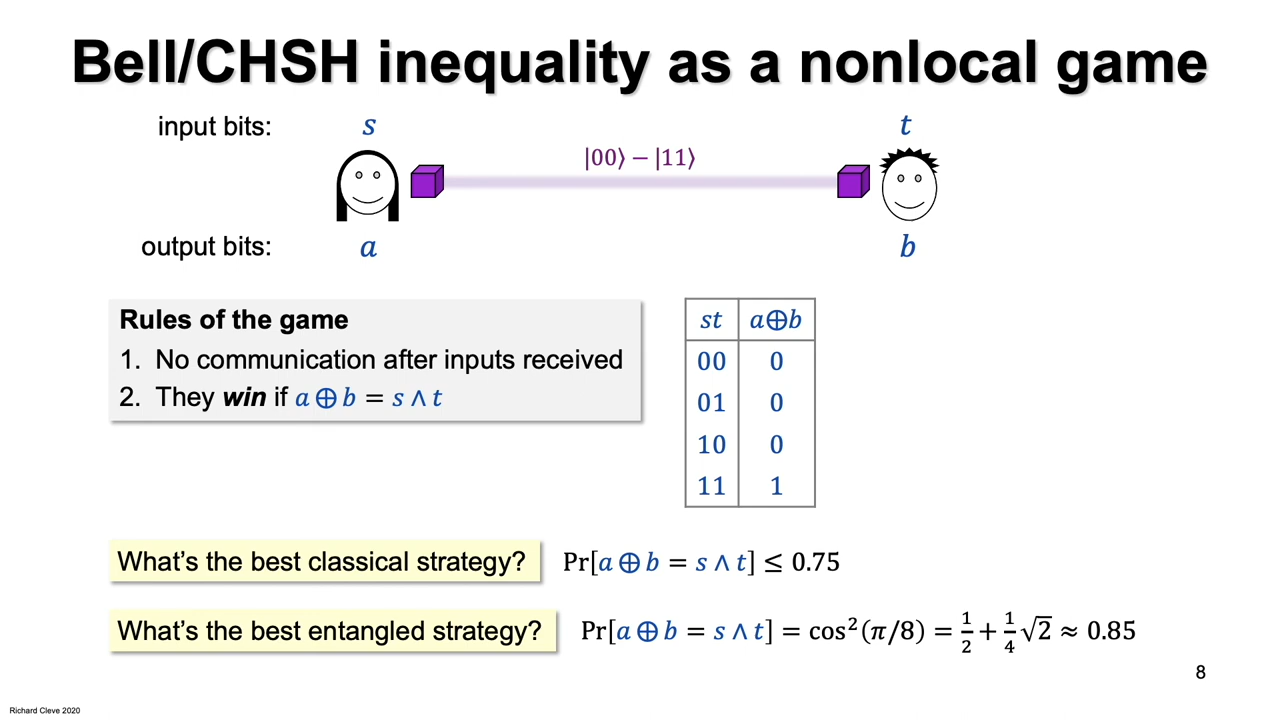 Bell/CHSH inequality as a nonlocal game
input bits: s t
|00⟩ − |11⟩
output bits: a b
Rules of the game
1. No communication after inputs received
2. They win if a ⊕ b = s ∧ t
st a⊕b
00 0
01 0
10 0
11 1
What’s the best classical strategy? Pr[a ⊕ b = s ∧ t] ≤ 0.75
What’s the best entangled strategy? Pr[a ⊕ b = s ∧ t] = cos²(π/8) = 1/2 + 1/4 √2 ≈ 0.85
8
Richard Cleve 2020